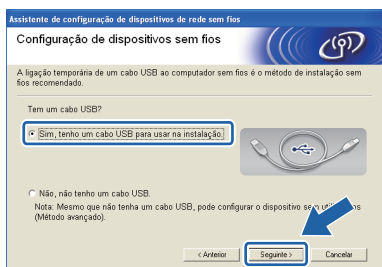 Assistente de configuração de dispositivos de rede sem fios
Configuração de dispositivos sem fios
A ligação temporária de um cabo USB ao computador sem fios é o método de instalação sem
fios recomendado.
Tem um cabo USB?
Sim, tenho um cabo USB para usar na instalação.
Não, não tenho um cabo USB.
Nota: Mesmo que não tenha um cabo USB, pode configurar o dispositivo sem
(Método avançado).
< Anterior
Seguinte >
Cancelar